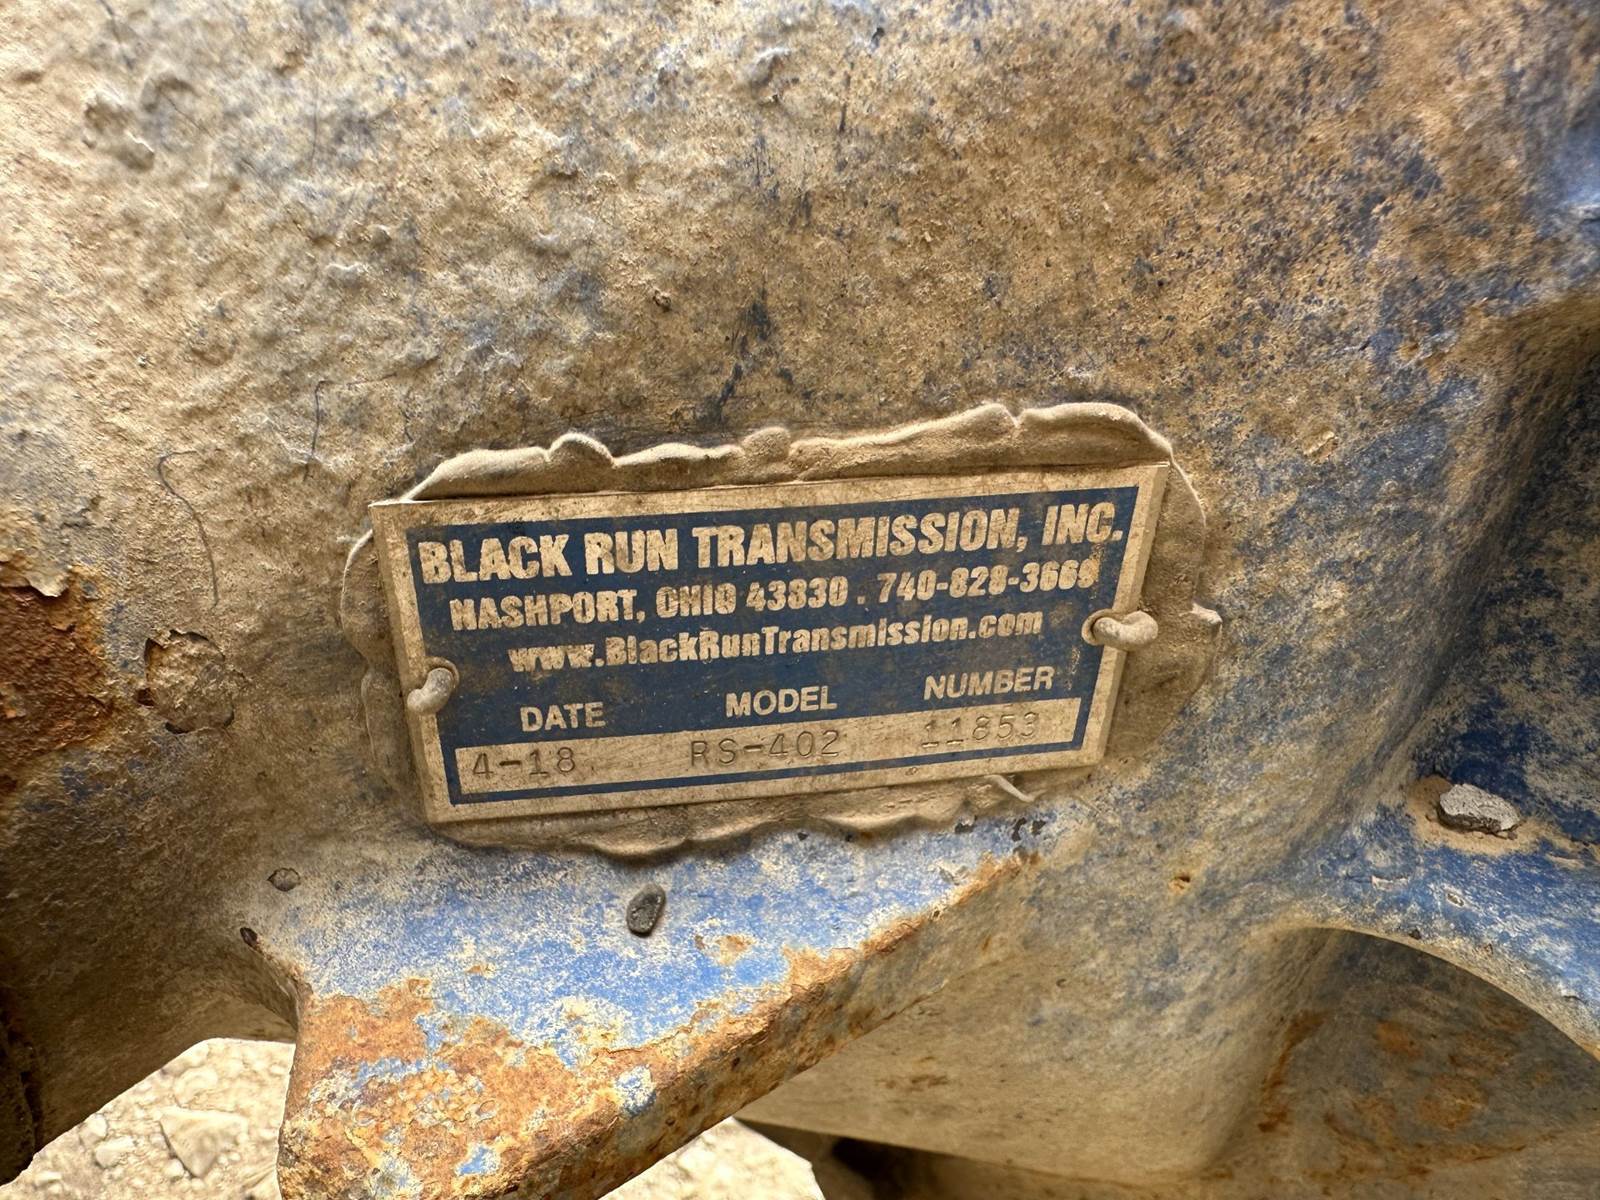 BLACK RUN TRANSMISSION, INC.
NASHPORT, OHIO 43830 . 740-828-3669
www.BlackRunTransmission.com
DATE MODEL NUMBER
4-18 RS-402 11853